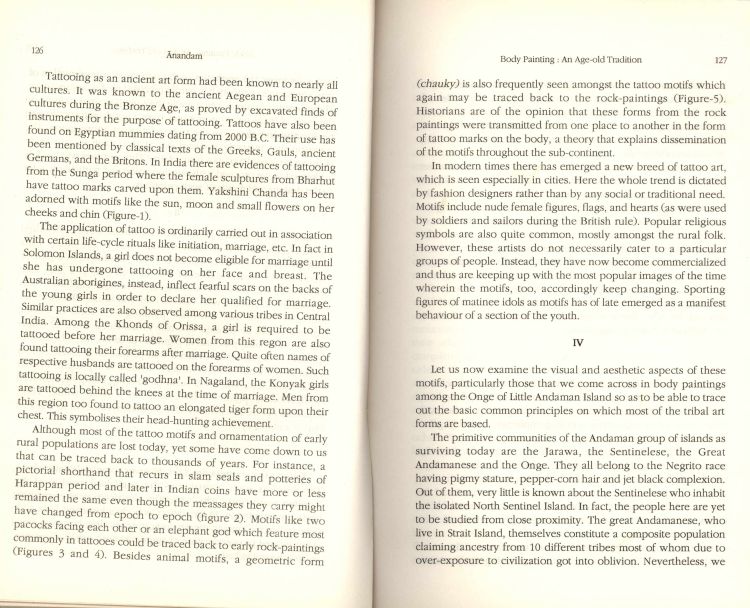 126
Ānandam
Tattooing as an ancient art form had been known to nearly all
cultures. It was known to the ancient Aegean and European
cultures during the Bronze Age, as proved by excavated finds of
instruments for the purpose of tattooing. Tattoos have also been
found on Egyptian mummies dating from 2000 B.C. Their use has
been mentioned by classical texts of the Greeks, Gauls, ancient
Germans, and the Britons. In India there are evidences of tattooing
from the Sunga period where the female sculptures from Bharhut
have tattoo marks carved upon them. Yakshini Chanda has been
adorned with motifs like the sun, moon and small flowers on her
cheeks and chin (Figure-1).
The application of tattoo is ordinarily carried out in association
with certain life-cycle rituals like initiation, marriage, etc. In fact in
Solomon Islands, a girl does not become eligible for marriage until
she has undergone tattooing on her face and breast. The
Australian aborigines, instead, inflect fearful scars on the backs of
the young girls in order to declare her qualified for marriage.
Similar practices are also observed among various tribes in Central
India. Among the Khonds of Orissa, a girl is required to be
tattooed before her marriage. Women from this regon are also
found tattooing their forearms after marriage. Quite often names of
respective husbands are tattooed on the forearms of women. Such
tattooing is locally called 'godhna'. In Nagaland, the Konyak girls
are tattooed behind the knees at the time of marriage. Men from
this region too found to tattoo an elongated tiger form upon their
chest. This symbolises their head-hunting achievement.
Although most of the tattoo motifs and ornamentation of early
rural populations are lost today, yet some have come down to us
that can be traced back to thousands of years. For instance, a
pictorial shorthand that recurs in slam seals and potteries of
Harappan period and later in Indian coins have more or less
remained the same even though the meassages they carry might
have changed from epoch to epoch (figure 2). Motifs like two
pacocks facing each other or an elephant god which feature most
commonly in tattooes could be traced back to early rock-paintings
(Figures 3 and 4). Besides animal motifs, a geometric form
Body Painting : An Age-old Tradition
127
(chauky) is also frequently seen amongst the tattoo motifs which
again may be traced back to the rock-paintings (Figure-5).
Historians are of the opinion that these forms from the rock
paintings were transmitted from one place to another in the form
of tattoo marks on the body, a theory that explains dissemination
of the motifs throughout the sub-continent.
In modern times there has emerged a new breed of tattoo art,
which is seen especially in cities. Here the whole trend is dictated
by fashion designers rather than by any social or traditional need.
Motifs include nude female figures, flags, and hearts (as were used
by soldiers and sailors during the British rule). Popular religious
symbols are also quite common, mostly amongst the rural folk.
However, these artists do not necessarily cater to a particular
groups of people. Instead, they have now become commercialized
and thus are keeping up with the most popular images of the time
wherein the motifs, too, accordingly keep changing. Sporting
figures of matinee idols as motifs has of late emerged as a manifest
behaviour of a section of the youth.
IV
Let us now examine the visual and aesthetic aspects of these
motifs, particularly those that we come across in body paintings
among the Onge of Little Andaman Island so as to be able to trace
out the basic common principles on which most of the tribal art
forms are based.
The primitive communities of the Andaman group of islands as
surviving today are the Jarawa, the Sentinelese, the Great
Andamanese and the Onge. They all belong to the Negrito race
having pigmy stature, pepper-corn hair and jet black complexion.
Out of them, very little is known about the Sentinelese who inhabit
the isolated North Sentinel Island. In fact, the people here are yet
to be studied from close proximity. The great Andamanese, who
live in Strait Island, themselves constitute a composite population
claiming ancestry from 10 different tribes most of whom due to
over-exposure to civilization got into oblivion. Nevertheless, we